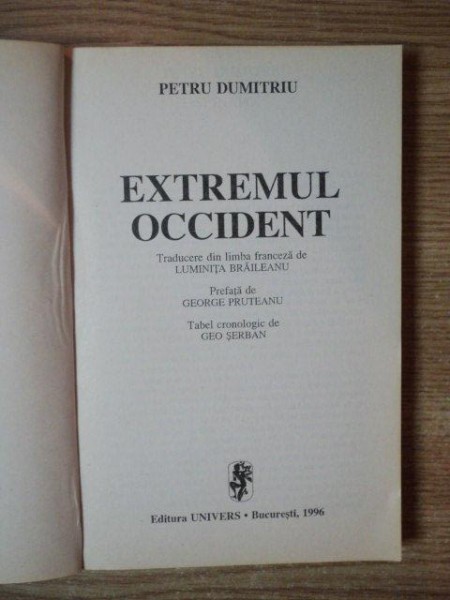 PETRU DUMITRIU
EXTREMUL
OCCIDENT
Traducere din limba franceză de
LUMINIȚA BRĂILEANU
Prefață de
GEORGE PRUTEANU
Tabel cronologic de
GEO ȘERBAN
Editura UNIVERS • București, 1996